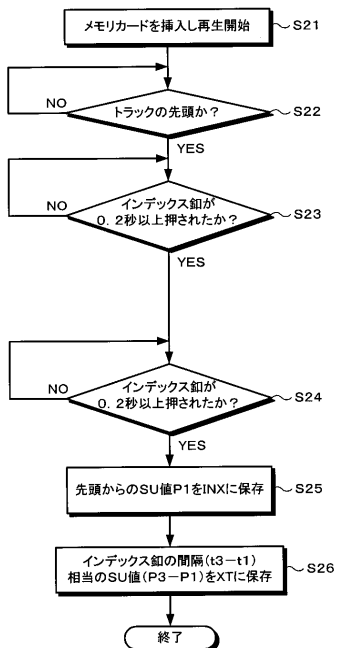 メモリカードを挿入し再生開始
S21
NO
トラックの先頭か？
S22
YES
NO
インデックス釦が
0．2秒以上押されたか？
S23
YES
NO
インデックス釦が
0．2秒以上押されたか？
S24
YES
先頭からのSU値P1をINXに保存
S25
インデックス釦の間隔(t3－t1)
相当のSU値(P3－P1)をXTに保存
S26
終了